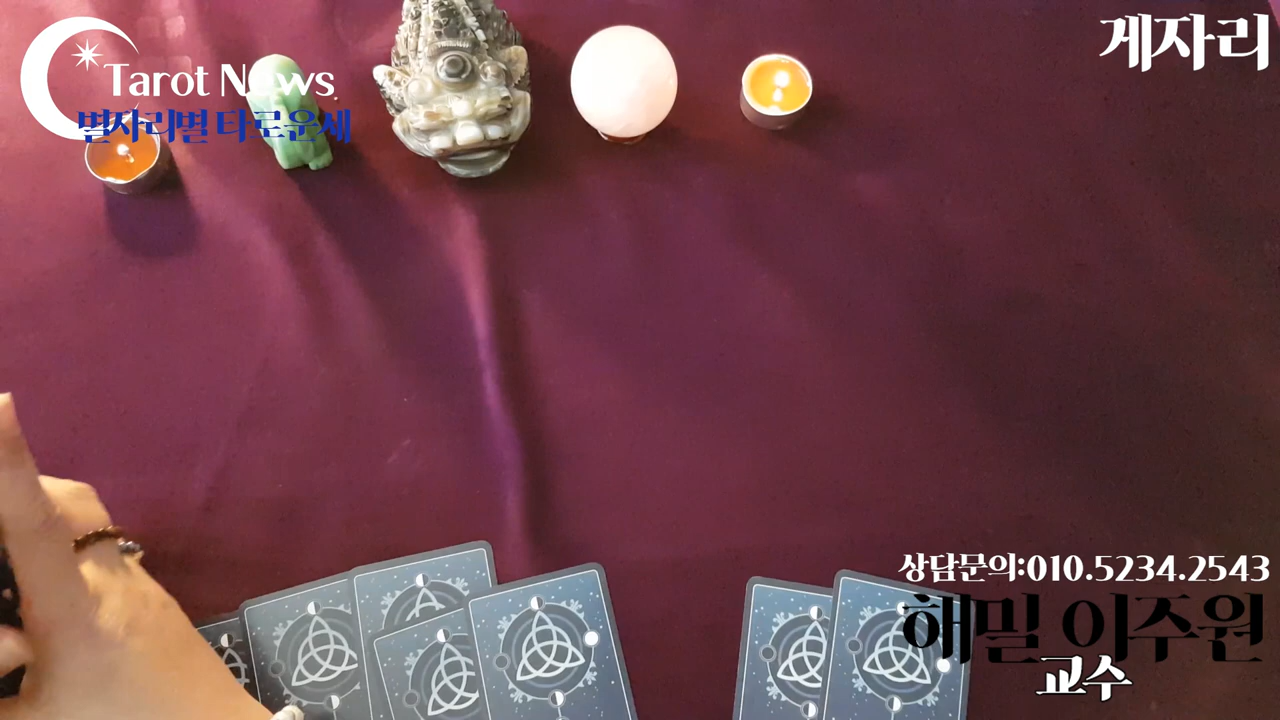 Tarot News
별자리별 타로운세
게자리
상담문의:010.5234.2543
해밀 이주원
교수